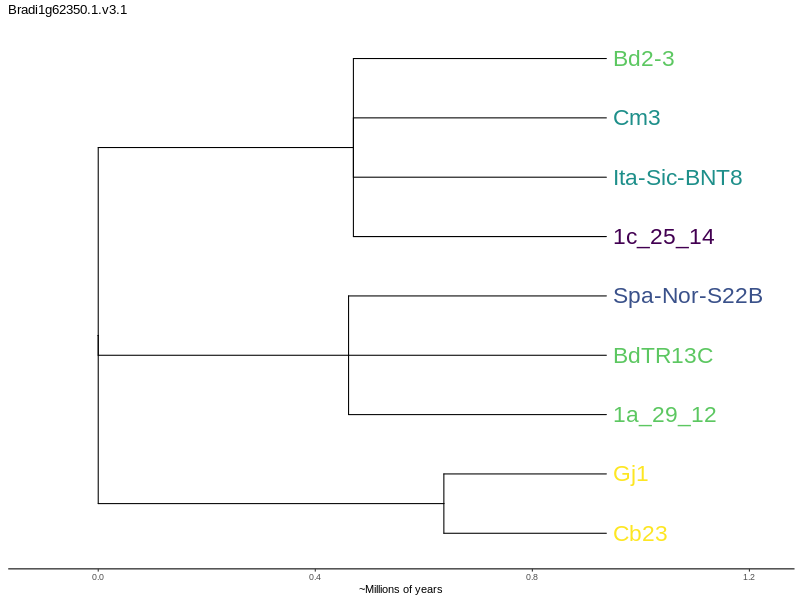 Bradi1g62350.1.v3.1
Bd2-3
Cm3
Ita-Sic-BNT8
1c_25_14
Spa-Nor-S22B
BdTR13C
1a_29_12
Gj1
Cb23
0.0 0.4 0.8 1.2
~Millions of years